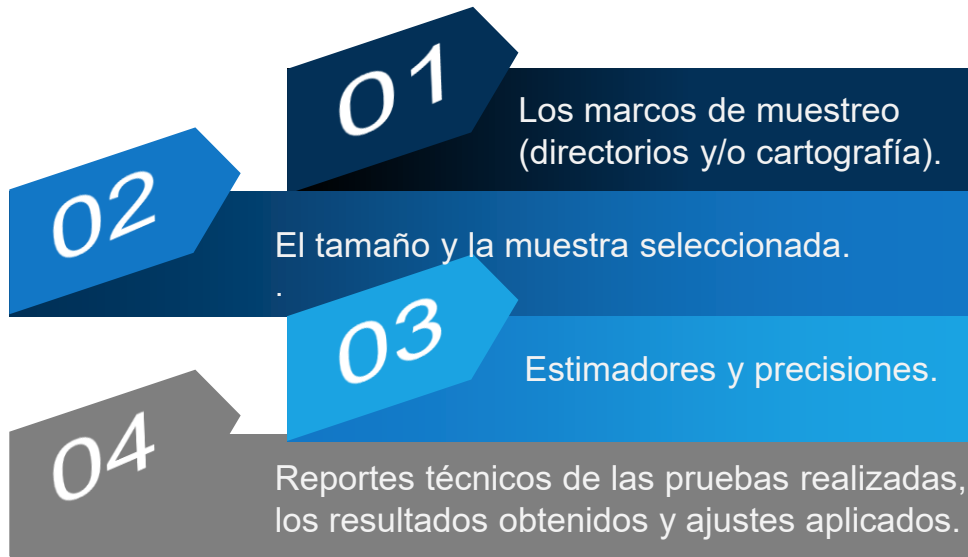 01
Los marcos de muestreo
(directorios y/o cartografía).
02
El tamaño y la muestra seleccionada.
.
03
Estimadores y precisiones.
04
Reportes técnicos de las pruebas realizadas,
los resultados obtenidos y ajustes aplicados.